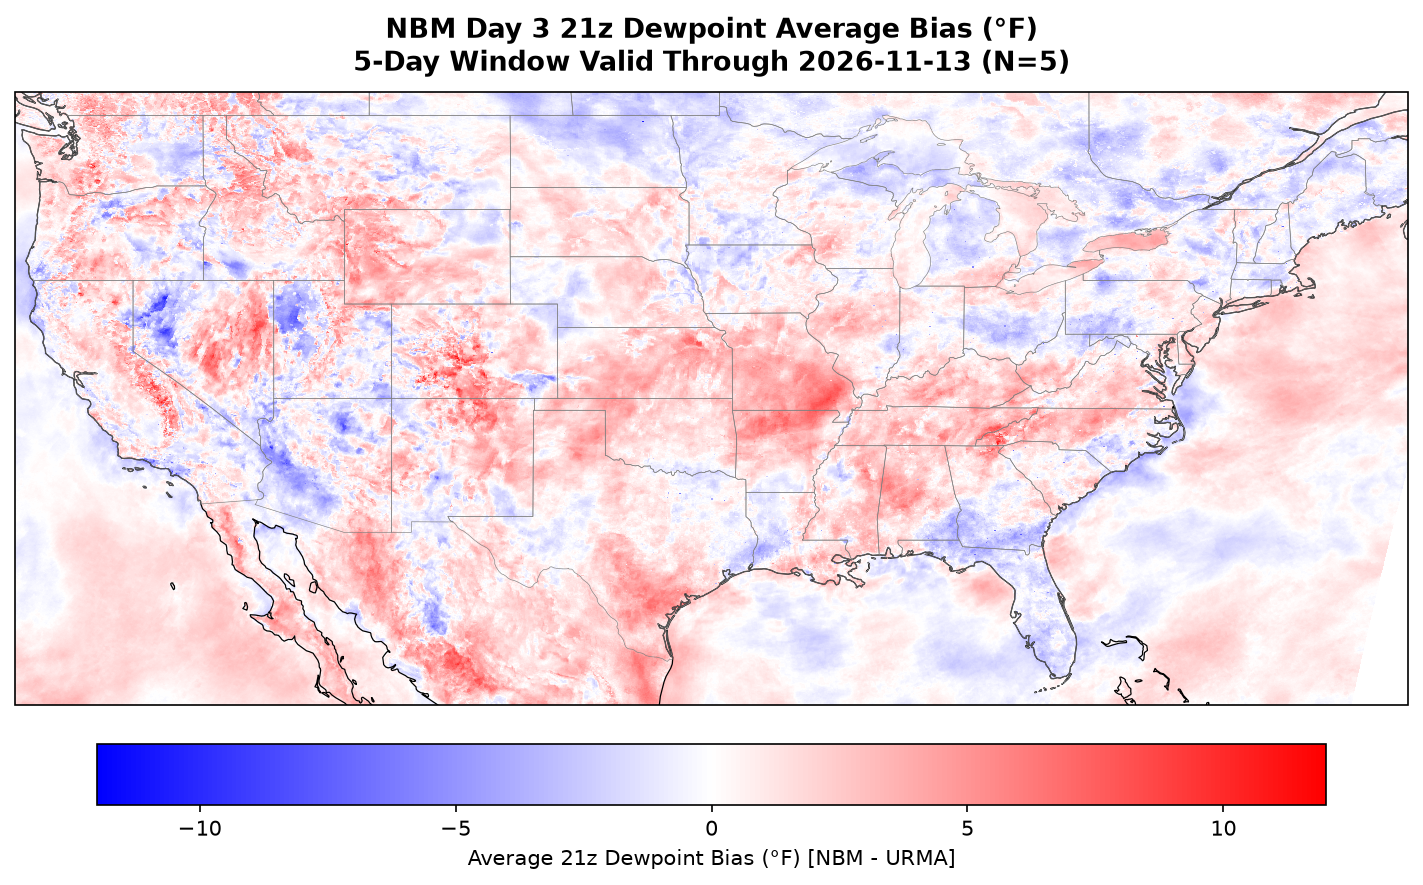 NBM Day 3 21z Dewpoint Average Bias (°F)
5-Day Window Valid Through 2026-11-13 (N=5)
−10 −5 0 5 10
Average 21z Dewpoint Bias (°F) [NBM - URMA]